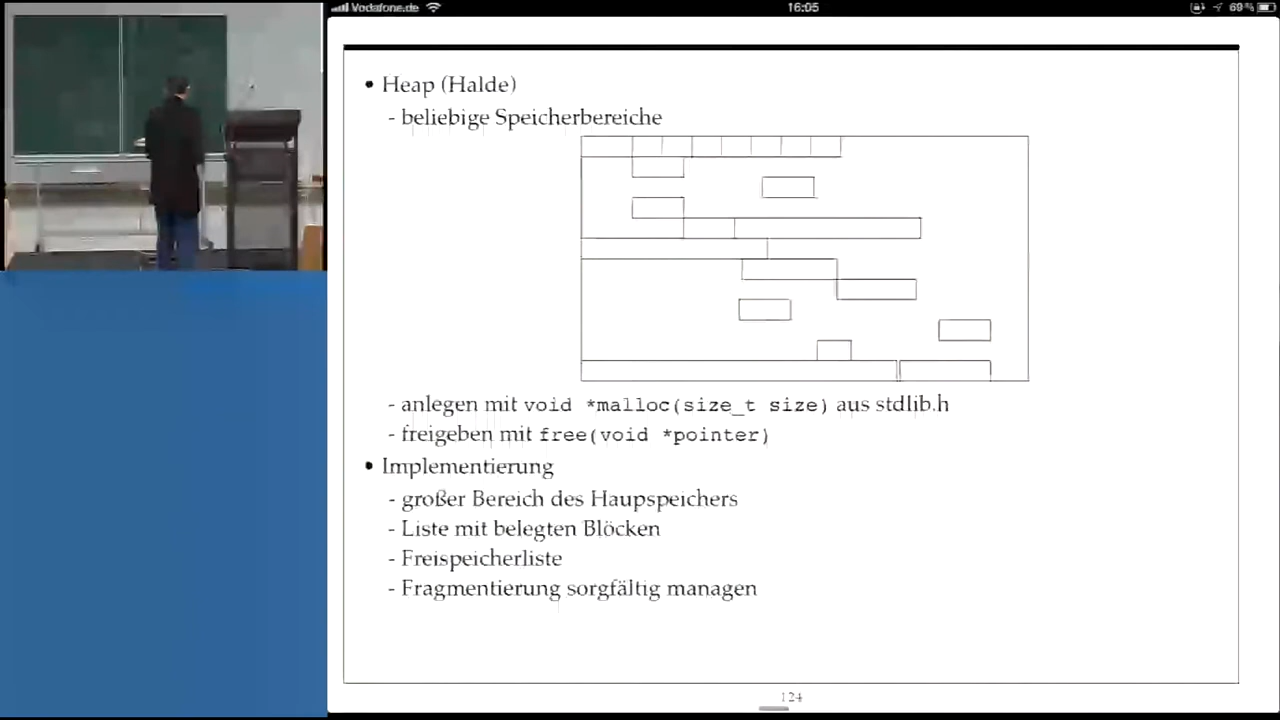 Vodafone.de
16:05
69 %
• Heap (Halde)
- beliebige Speicherbereiche
- anlegen mit void *malloc(size_t size) aus stdlib.h
- freigeben mit free(void *pointer)
• Implementierung
- großer Bereich des Haupspeichers
- Liste mit belegten Blöcken
- Freispeicherliste
- Fragmentierung sorgfältig managen
124